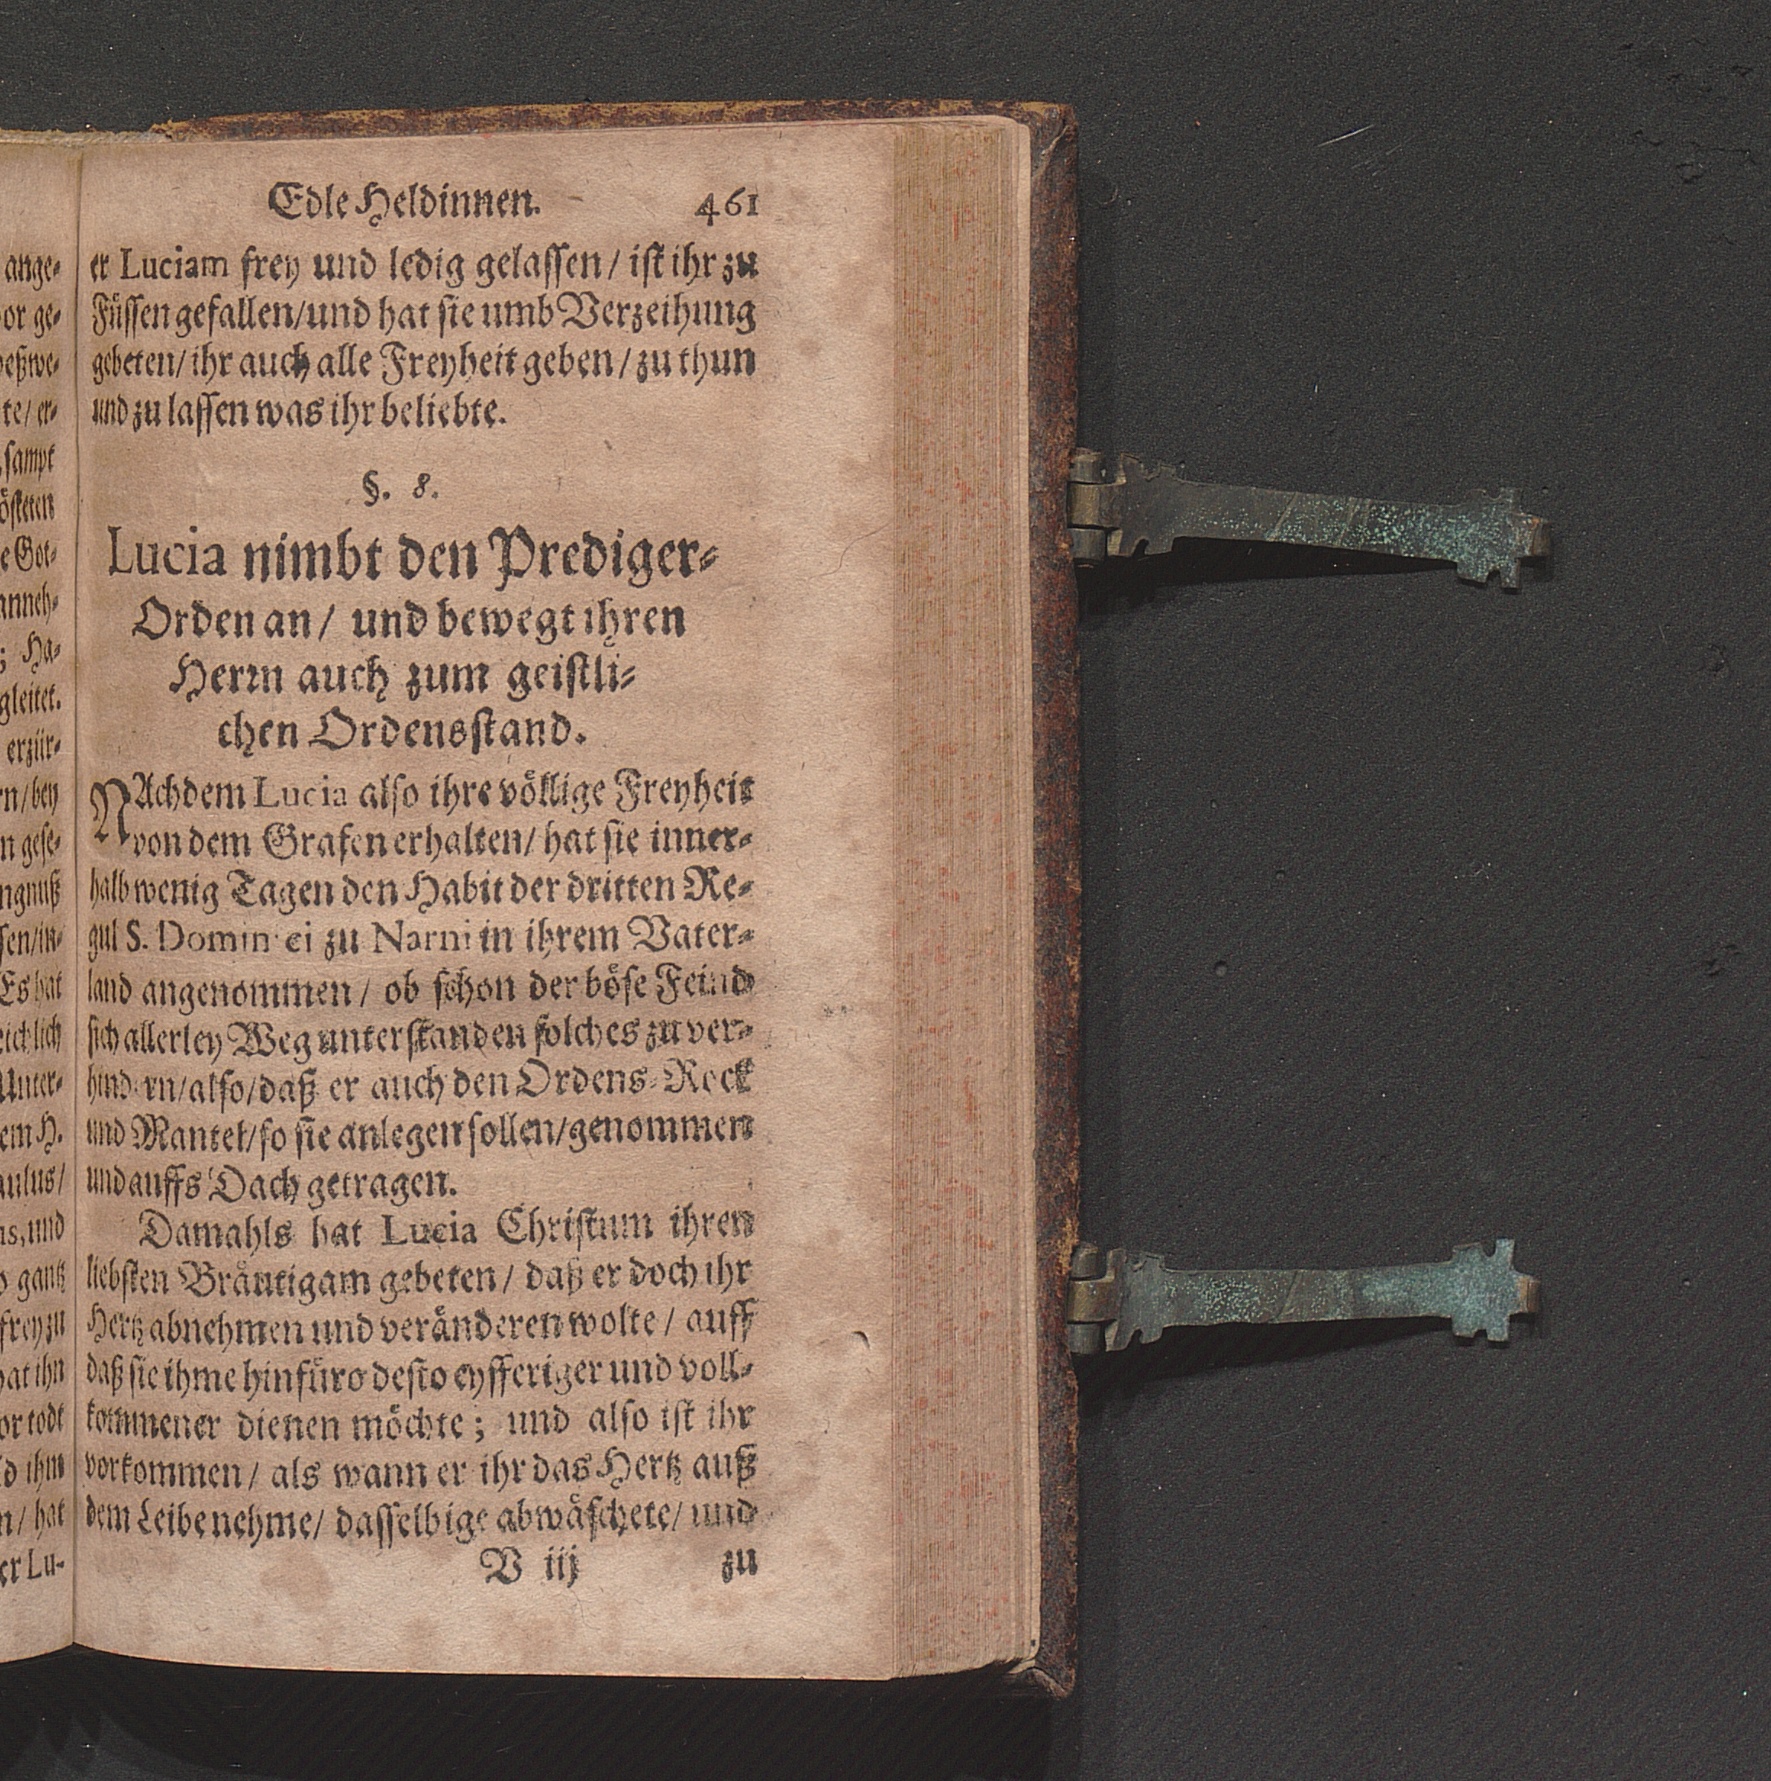 Edle Heldinnen. 461
er Luciam frey und ledig gelassen / ist ihr zu
Füssen gefallen/und hat sie umb Verzeihung
gebeten/ ihr auch alle Freyheit geben / zu thun
und zu lassen was ihr beliebte.
§. 8.
Lucia nimbt den Prediger-
Orden an / und bewegt ihren
Herrn auch zum geistli-
chen Ordensstand.
NAchdem Lucia also ihre völlige Freyheit
von dem Grafen erhalten/ hat sie inner-
halb wenig Tagen den Habit der dritten Re-
gul S. Dominici zu Narni in ihrem Vater-
land angenommen / ob schon der böse Feind
sich allerley Weg unterstanden solches zu ver-
hindern/also/daß er auch den Ordens-Rock
und Mantel/so sie anlegen sollen/genommen
und auffs Dach getragen.
Damahls hat Lucia Christum ihren
liebsten Bräutigam gebeten / daß er doch ihr
Hertz abnehmen und veränderen wolte / auff
daß sie ihme hinfüro desto eyfferiger und voll-
kommener dienen möchte; und also ist ihr
vorkommen / als wann er ihr das Hertz auß
dem Leibe nehme/ dasselbige abwäschete/ und
V iij zu